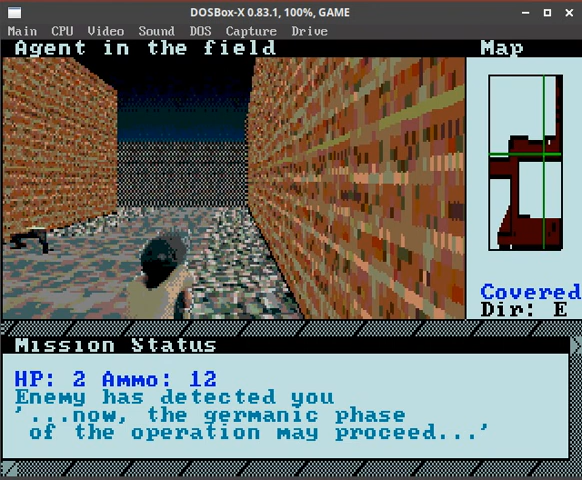 DOSBox-X 0.83.1, 100%, GAME
Main CPU Video Sound DOS Capture Drive
Agent in the field
Map
Covered
Dir: E
Mission Status
HP: 2 Ammo: 12
Enemy has detected you
'...now, the germanic phase
of the operation may proceed...'